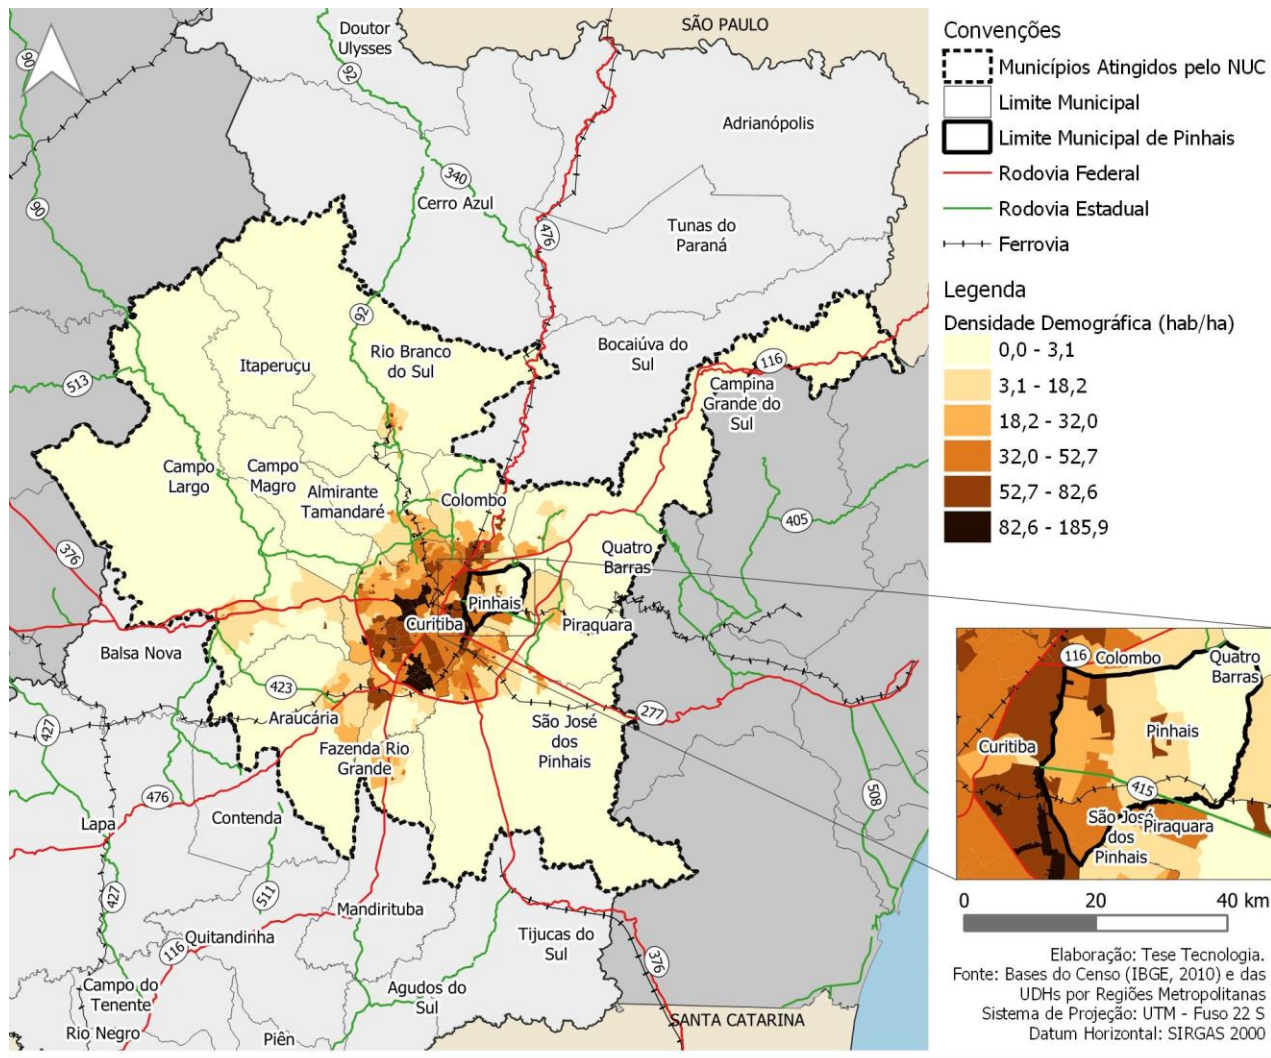 SÃO PAULO
Doutor
Ulysses
90
92
Adrianópolis
340
Cerro Azul
90
476
Tunas do
Paraná
92
Itaperuçu
Rio Branco
do Sul
Bocaiúva do
Sul
116
513
Campina
Grande do
Sul
Campo
Largo
Campo
Magro
Almirante
Tamandaré
Colombo
405
376
Quatro
Barras
Pinhais
Curitiba
Piraquara
Balsa Nova
423
277
427
Araucária
São José
dos
Pinhais
Fazenda Rio
Grande
476
508
Lapa
Contenda
427
511
Mandirituba
116
Quitandinha
Tijucas do
Sul
376
Campo do
Tenente
Agudos do
Sul
Rio Negro
Piên
SANTA CATARINA
Convenções
Municípios Atingidos pelo NUC
Limite Municipal
Limite Municipal de Pinhais
Rodovia Federal
Rodovia Estadual
Ferrovia
Legenda
Densidade Demográfica (hab/ha)
0,0 - 3,1
3,1 - 18,2
18,2 - 32,0
32,0 - 52,7
52,7 - 82,6
82,6 - 185,9
116
Colombo
Quatro
Barras
Curitiba
Pinhais
415
São José
dos
Pinhais
Piraquara
0 20 40 km
Elaboração: Tese Tecnologia.
Fonte: Bases do Censo (IBGE, 2010) e das
UDHs por Regiões Metropolitanas
Sistema de Projeção: UTM - Fuso 22 S
Datum Horizontal: SIRGAS 2000